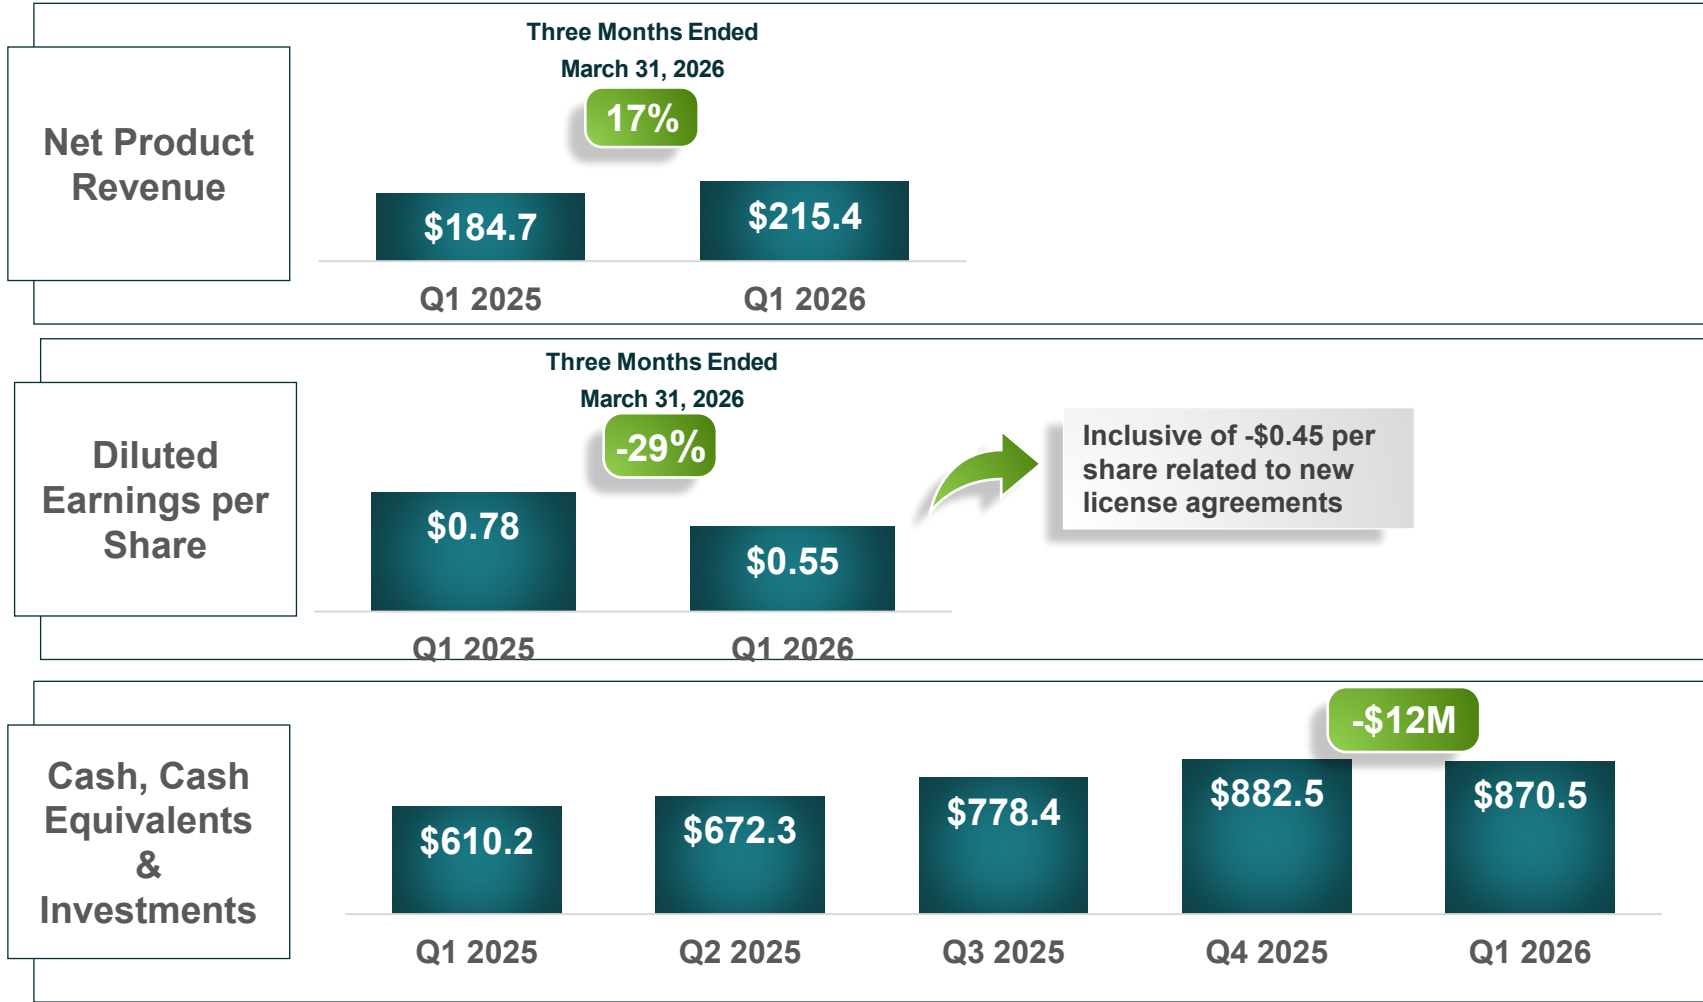 Three Months Ended
March 31, 2026
17%
Net Product
Revenue
$184.7
$215.4
Q1 2025
Q1 2026
Three Months Ended
March 31, 2026
-29%
Diluted
Earnings per
Share
$0.78
$0.55
Q1 2025
Q1 2026
Inclusive of -$0.45 per
share related to new
license agreements
-$12M
Cash, Cash
Equivalents
&
Investments
$610.2
$672.3
$778.4
$882.5
$870.5
Q1 2025
Q2 2025
Q3 2025
Q4 2025
Q1 2026